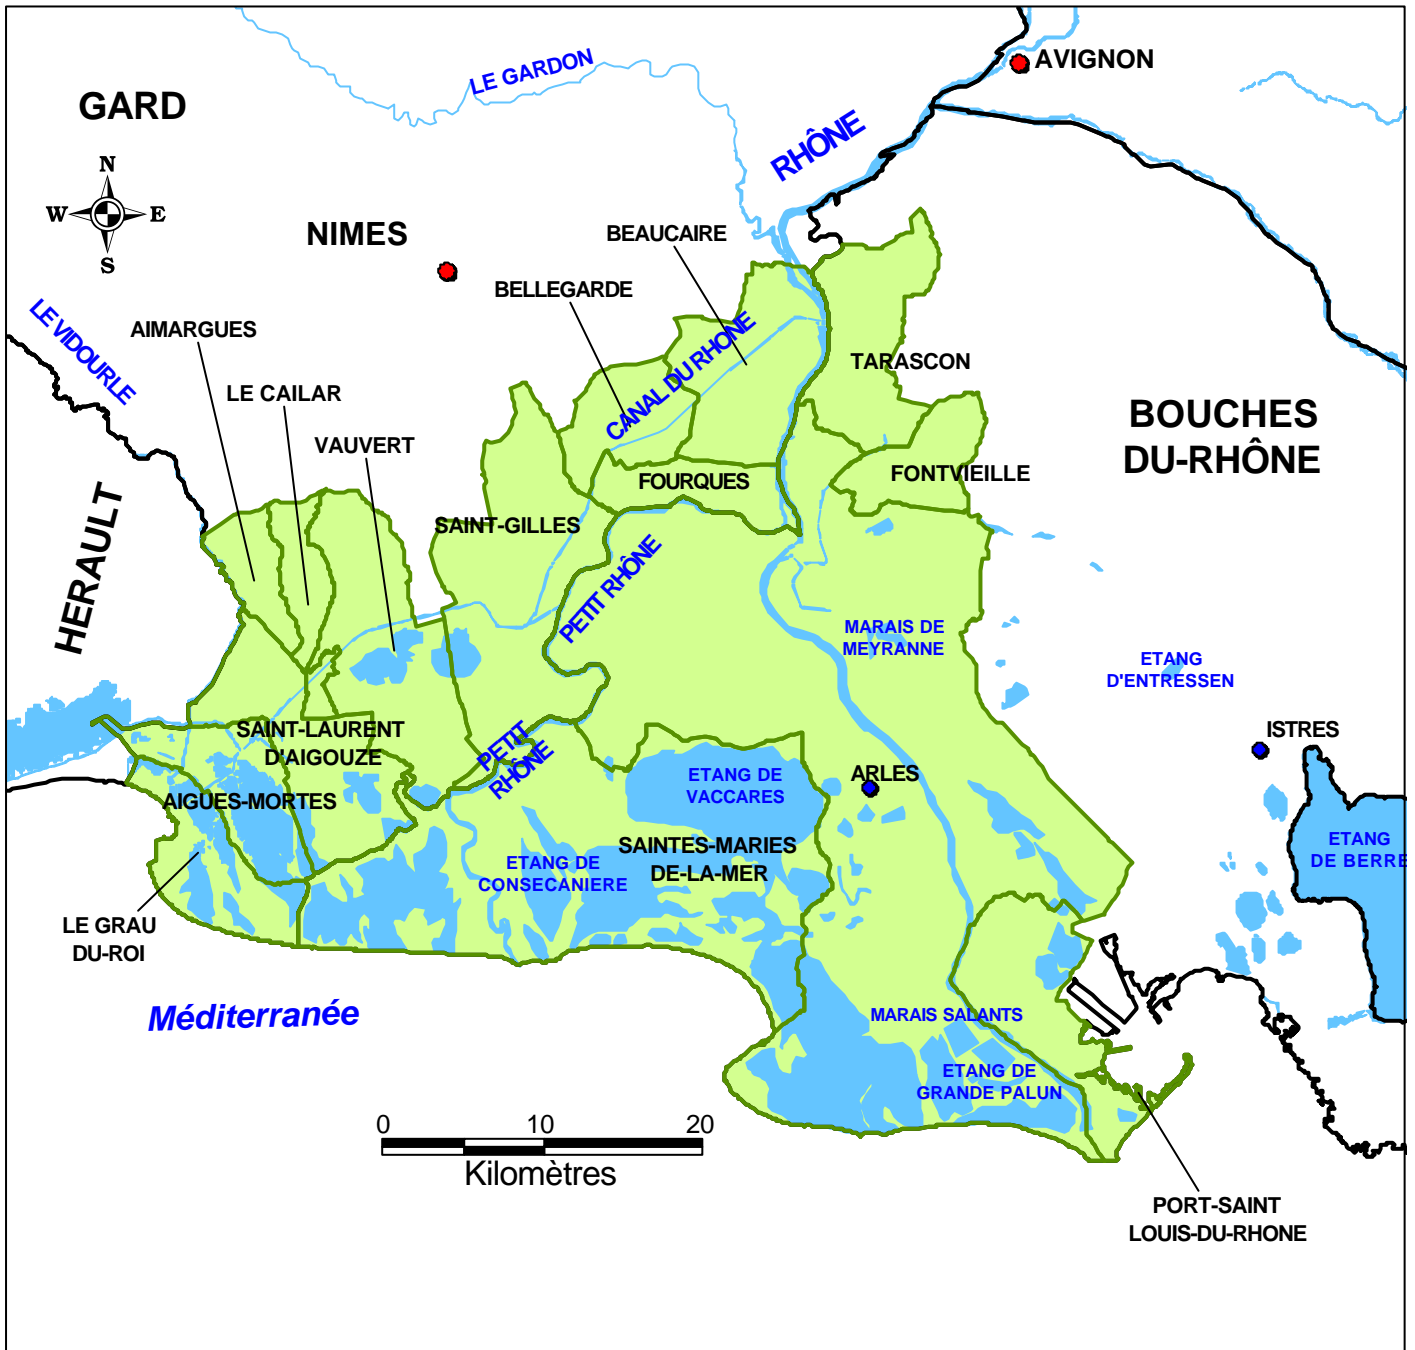 LE GARDON
AVIGNON
GARD
RHÔNE
N
W
E
S
NIMES
BEAUCAIRE
BELLEGARDE
LE VIDOURLE
AIMARGUES
CANAL DU RHONE
TARASCON
LE CAILAR
BOUCHES
DU-RHÔNE
VAUVERT
FONTVIEILLE
FOURQUES
SAINT-GILLES
HERAULT
PETIT RHÔNE
MARAIS DE
MEYRANNE
ETANG
D'ENTRESSEN
SAINT-LAURENT
D'AIGOUZE
ISTRES
PETIT
RHÔNE
ETANG DE
VACCARES
ARLES
AIGUES-MORTES
SAINTES-MARIES
DE-LA-MER
ETANG
DE BERRE
ETANG DE
CONSECANIERE
LE GRAU
DU-ROI
Méditerranée
MARAIS SALANTS
ETANG DE
GRANDE PALUN
0 10 20
Kilomètres
PORT-SAINT
LOUIS-DU-RHONE